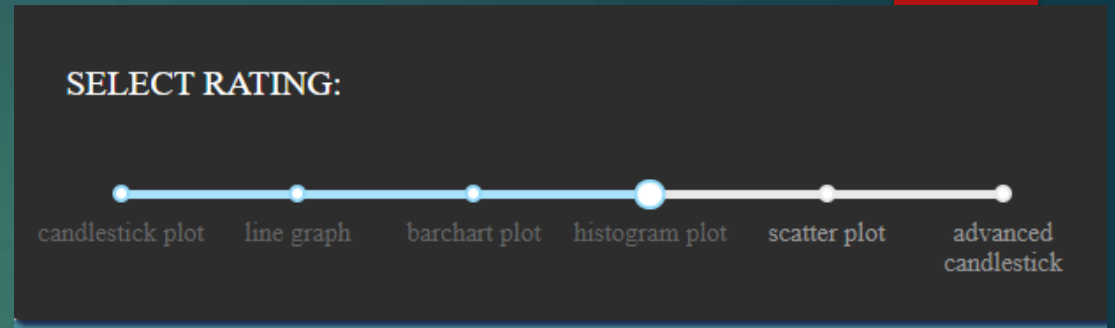 SELECT RATING:
candlestick plot
line graph
barchart plot
histogram plot
scatter plot
advanced
candlestick